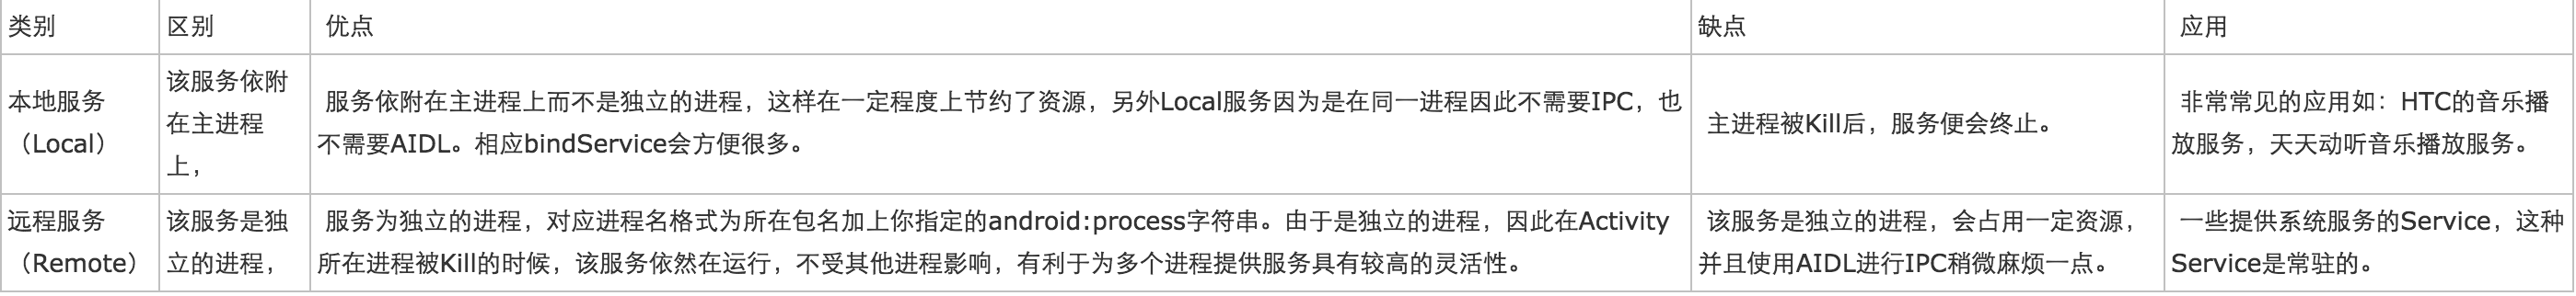 类别
区别
优点
缺点
应用
本地服务
（Local）
该服务依附
在主进程
上，
服务依附在主进程上而不是独立的进程，这样在一定程度上节约了资源，另外Local服务因为是在同一进程因此不需要IPC，也
不需要AIDL。相应bindService会方便很多。
主进程被Kill后，服务便会终止。
非常常见的应用如：HTC的音乐播
放服务，天天动听音乐播放服务。
远程服务
（Remote）
该服务是独
立的进程，
服务为独立的进程，对应进程名格式为所在包名加上你指定的android:process字符串。由于是独立的进程，因此在Activity
所在进程被Kill的时候，该服务依然在运行，不受其他进程影响，有利于为多个进程提供服务具有较高的灵活性。
该服务是独立的进程，会占用一定资源，
并且使用AIDL进行IPC稍微麻烦一点。
一些提供系统服务的Service，这种
Service是常驻的。